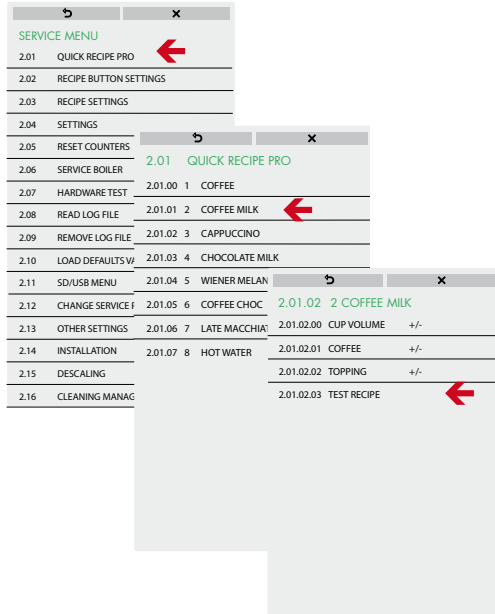 SERVICE MENU
2.01 QUICK RECIPE PRO
2.02 RECIPE BUTTON SETTINGS
2.03 RECIPE SETTINGS
2.04 SETTINGS
2.05 RESET COUNTERS
2.06 SERVICE BOILER
2.07 HARDWARE TEST
2.08 READ LOG FILE
2.09 REMOVE LOG FILE
2.10 LOAD DEFAULTS
2.11 SD/USB MENU
2.12 CHANGE SERVICE
2.13 OTHER SETTINGS
2.14 INSTALLATION
2.15 DESCALING
2.16 CLEANING MANAG
2.01 QUICK RECIPE PRO
2.01.00 1 COFFEE
2.01.01 2 COFFEE MILK
2.01.02 3 CAPPUCCINO
2.01.03 4 CHOCOLATE MILK
2.01.04 5 WIENER MELAN
2.01.05 6 COFFEE CHOC
2.01.06 7 LATE MACCHIAT
2.01.07 8 HOT WATER
2.01.02 2 COFFEE MILK
2.01.02.00 CUP VOLUME +/-
2.01.02.01 COFFEE +/-
2.01.02.02 TOPPING +/-
2.01.02.03 TEST RECIPE